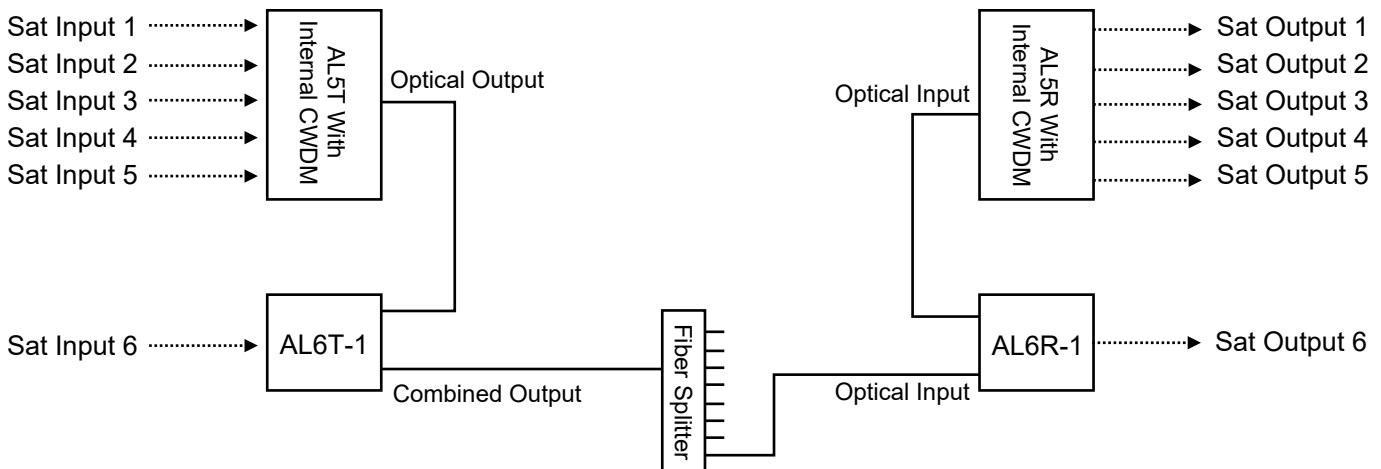 Sat Input 1
Sat Input 2
Sat Input 3
Sat Input 4
Sat Input 5
AL5T With
Internal CWDM
Optical Output
Optical Input
AL5R With
Internal CWDM
Sat Output 1
Sat Output 2
Sat Output 3
Sat Output 4
Sat Output 5
Sat Input 6
AL6T-1
Combined Output
Fiber Splitter
Optical Input
AL6R-1
Sat Output 6